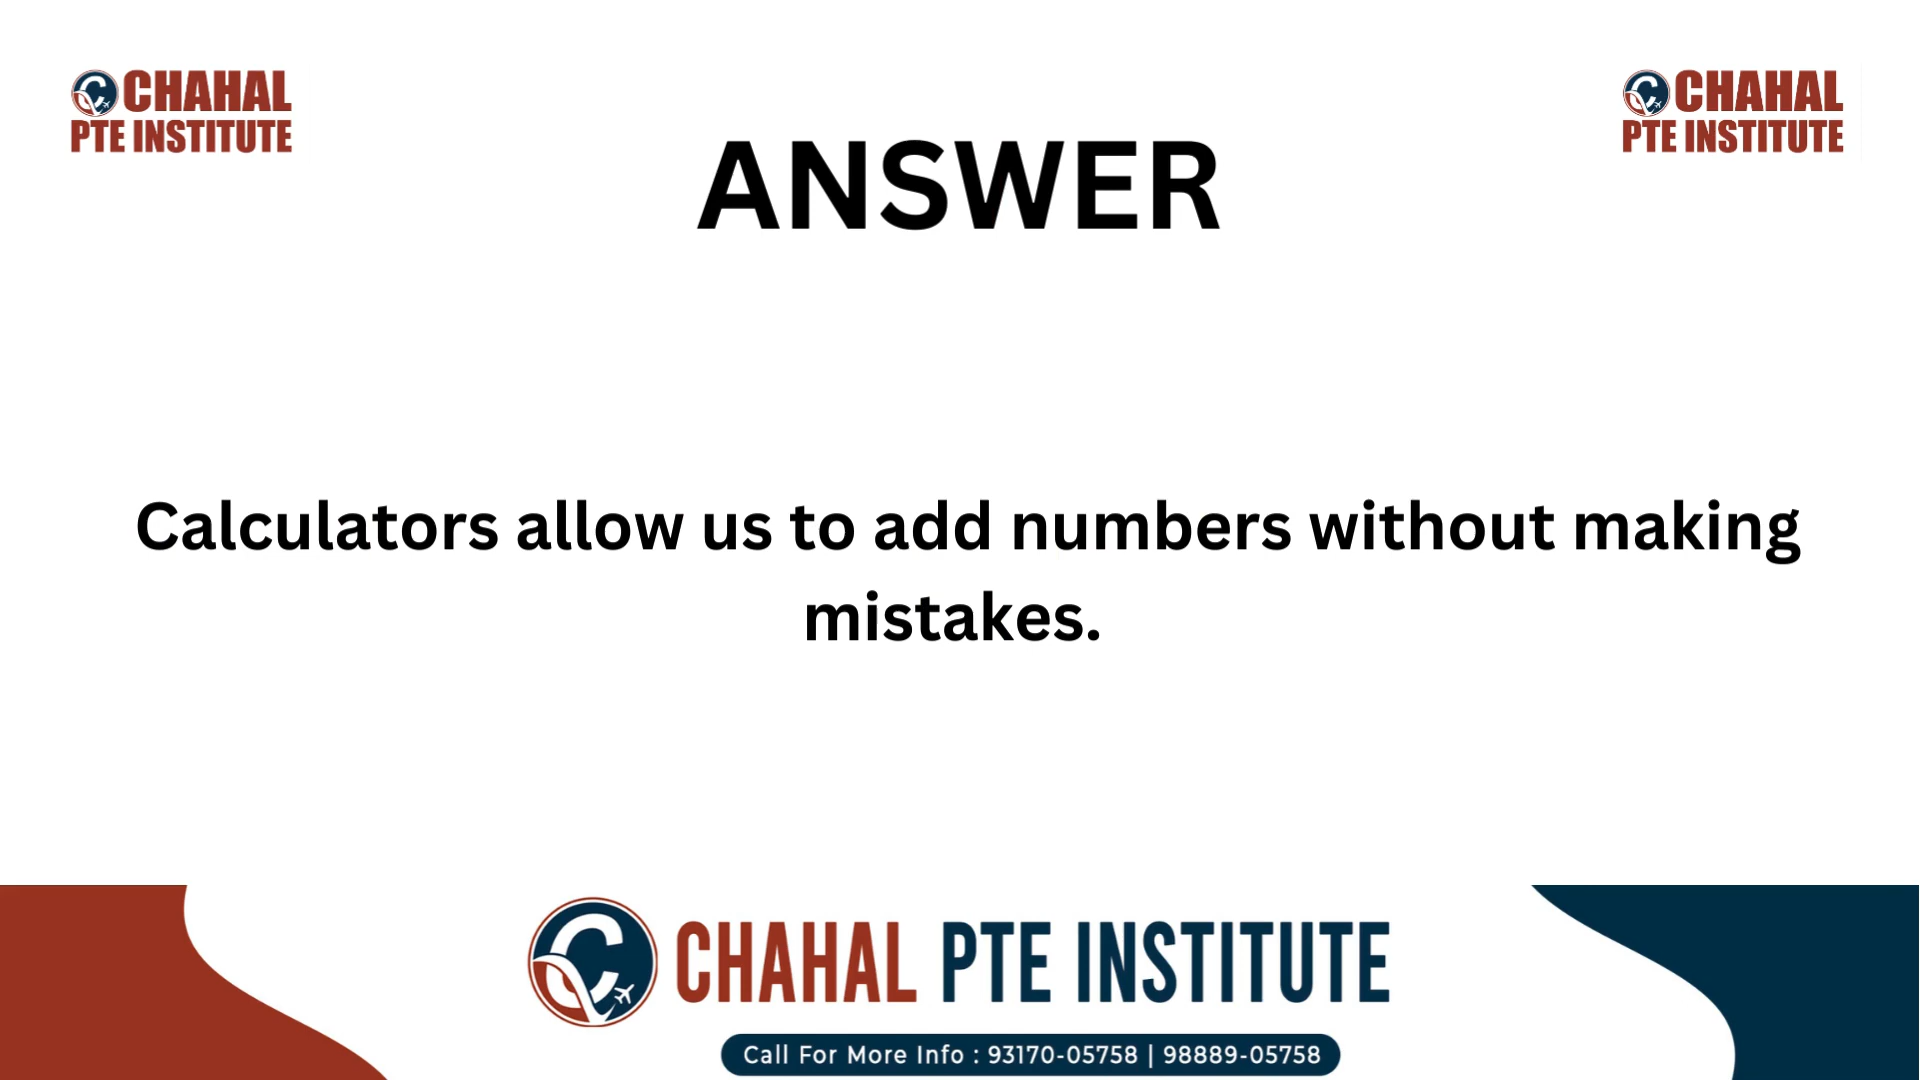 CHAHAL
PTE INSTITUTE
CHAHAL
PTE INSTITUTE
ANSWER
Calculators allow us to add numbers without making
mistakes.
CHAHAL PTE INSTITUTE
Call For More Info : 93170-05758 | 98889-05758